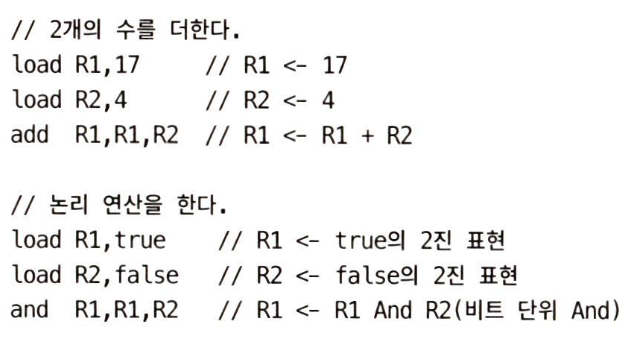 // 2개의 수를 더한다.
load R1,17     // R1 <- 17
load R2,4      // R2 <- 4
add  R1,R1,R2  // R1 <- R1 + R2

// 논리 연산을 한다.
load R1,true    // R1 <- true의 2진 표현
load R2,false   // R2 <- false의 2진 표현
and  R1,R1,R2   // R1 <- R1 And R2(비트 단위 And)